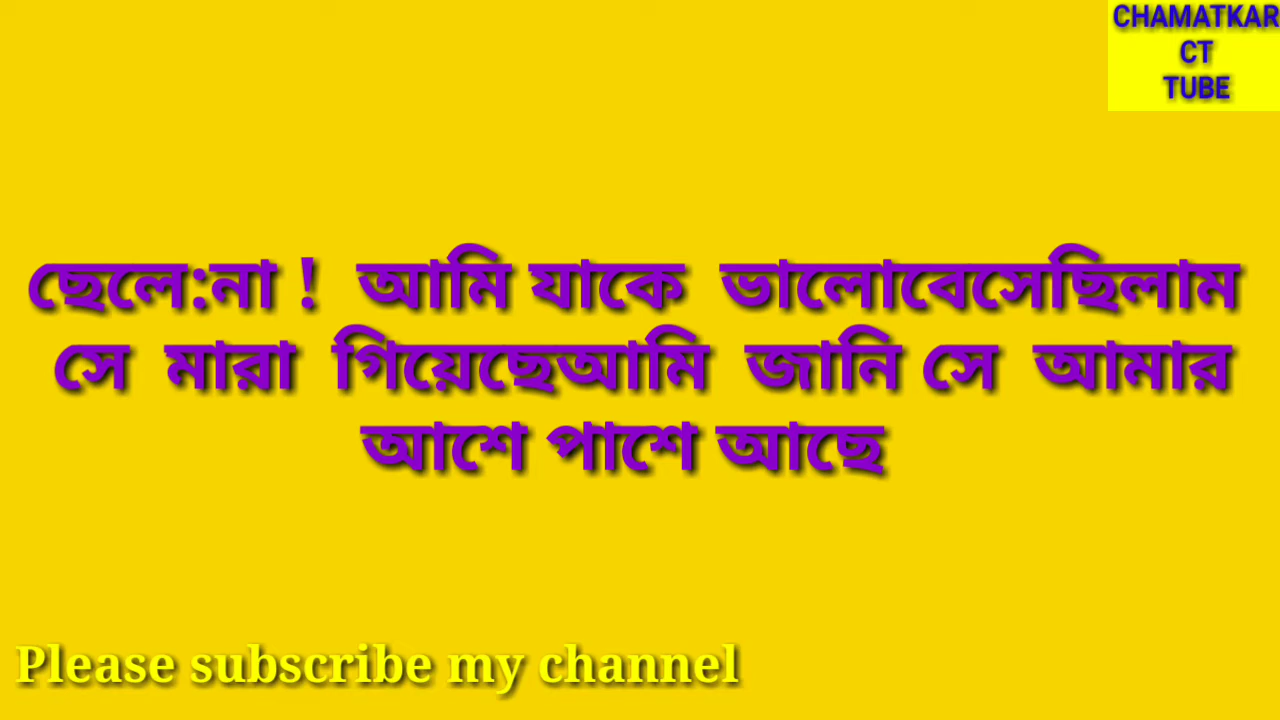 CHAMATKAR
CT
TUBE
ছেলে:না ! আমি যাকে ভালোবেসেছিলাম
সে মারা গিয়েছেআমি জানি সে আমার
আশে পাশে আছে
Please subscribe my channel